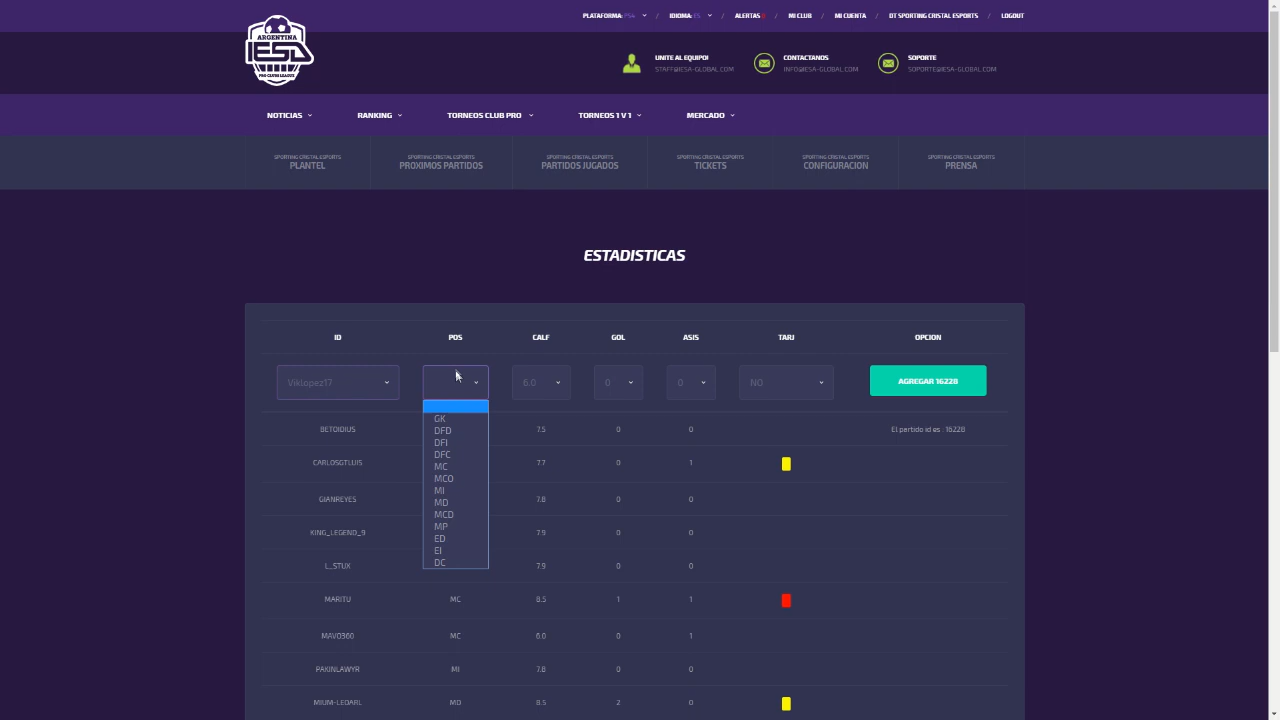 PLATAFORMA: PS4 / IDIOMA: ES / ALERTAS / MI CLUB / MI CUENTA / DT SPORTING CRISTAL ESPORTS / LOGOUT
ARGENTINA
IESA
PRO CLUBS LEAGUE
UNITE AL EQUIPO!
STAFF@IESA-GLOBAL.COM
CONTACTANOS
INFO@IESA-GLOBAL.COM
SOPORTE
SOPORTE@IESA-GLOBAL.COM
NOTICIAS RANKING TORNEOS CLUB PRO TORNEOS 1 V 1 MERCADO
SPORTING CRISTAL ESPORTS
PLANTEL
SPORTING CRISTAL ESPORTS
PROXIMOS PARTIDOS
SPORTING CRISTAL ESPORTS
PARTIDOS JUGADOS
SPORTING CRISTAL ESPORTS
TICKETS
SPORTING CRISTAL ESPORTS
CONFIGURACION
SPORTING CRISTAL ESPORTS
PRENSA
ESTADISTICAS
ID POS CALF GOL ASIS TARJ OPCION
Viklopez17 6.0 0 0 NO AGREGAR 16228
GK
DFD
DFI
DFC
MC
MCO
MI
MD
MCD
MP
ED
EI
DC
BETOIDIUS 7.5 0 0 El partido id es : 16228
CARLOSGTLUIS 7.7 0 1
GIANREYES 7.8 0 0
KING_LEGEND_9 7.9 0 0
L_STUX 7.9 0 0
MARITU MC 8.5 1 1
MAVO360 MC 6.0 0 1
PAKINLAWYR MI 7.8 0 0
MIUM-LEOARL MD 8.5 2 0